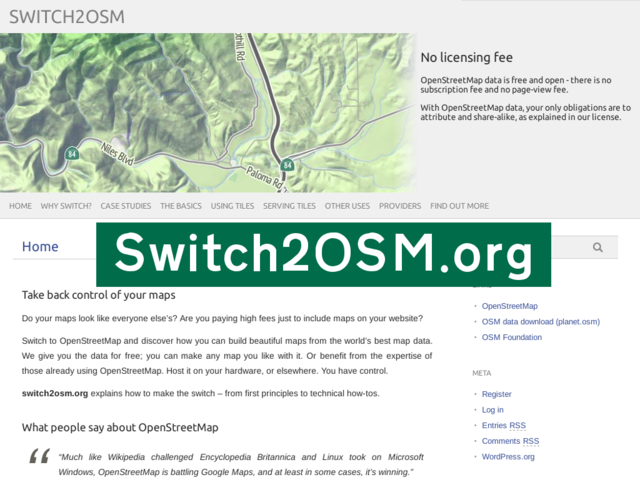 SWITCH2OSM
No licensing fee
OpenStreetMap data is free and open - there is no
subscription fee and no page-view fee.
With OpenStreetMap data, your only obligations are to
attribute and share-alike, as explained in our license.
Niles Blvd
Paloma Rd
84
84
HOME WHY SWITCH? CASE STUDIES THE BASICS USING TILES SERVING TILES OTHER USES PROVIDERS FIND OUT MORE
Home
Switch2OSM.org
Take back control of your maps
Do your maps look like everyone else's? Are you paying high fees just to include maps on your website?
Switch to OpenStreetMap and discover how you can build beautiful maps from the world's best map data.
We give you the data for free; you can make any map you like with it. Or benefit from the expertise of
those already using OpenStreetMap. Host it on your hardware, or elsewhere. You have control.
switch2osm.org explains how to make the switch – from first principles to technical how-tos.
What people say about OpenStreetMap
“Much like Wikipedia challenged Encyclopedia Britannica and Linux took on Microsoft
Windows, OpenStreetMap is battling Google Maps, and at least in some cases, it's winning.”
OpenStreetMap
OSM data download (planet.osm)
OSM Foundation
META
Register
Log in
Entries RSS
Comments RSS
WordPress.org